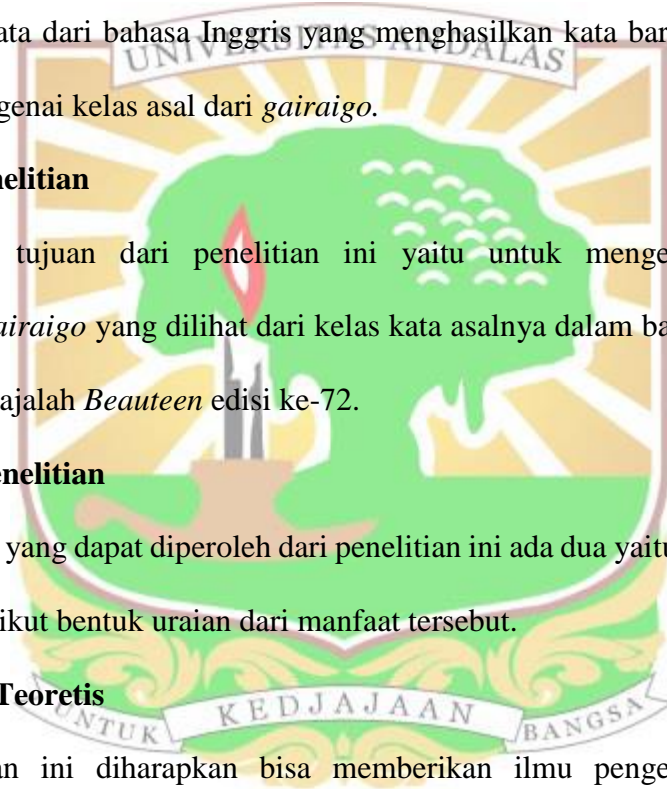 ata dari bahasa Inggris yang menghasilkan kata bar
UNIVERSITAS ANDALAS
genai kelas asal dari gairaigo.
nelitian
tujuan dari penelitian ini yaitu untuk menge
airaigo yang dilihat dari kelas kata asalnya dalam ba
ajalah Beauteen edisi ke-72.
enelitian
yang dapat diperoleh dari penelitian ini ada dua yaitu
ikut bentuk uraian dari manfaat tersebut.
Teoretis
UNTUK KEDJAJAAN BANGSA
an ini diharapkan bisa memberikan ilmu penge